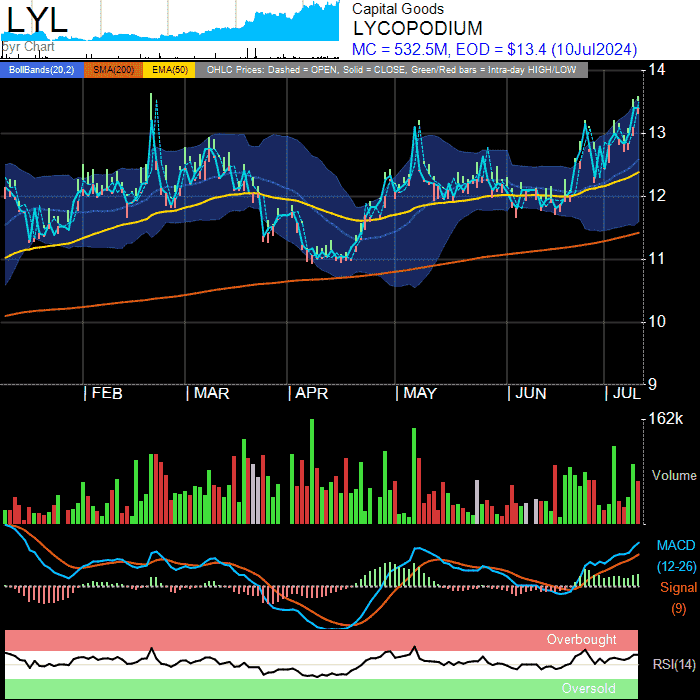 LYL
5yr Chart
Capital Goods
LYCOPODIUM
MC = 532.5M, EOD = $13.4 (10Jul2024)
BollBands(20,2) SMA(200) EMA(50) OHLC Prices: Dashed = OPEN, Solid = CLOSE, Green/Red bars = Intra-day HIGH/LOW
14
13
12
11
10
9
FEB MAR APR MAY JUN JUL
162k
Volume
MACD
(12-26)
Signal
(9)
Overbought
RSI(14)
Oversold